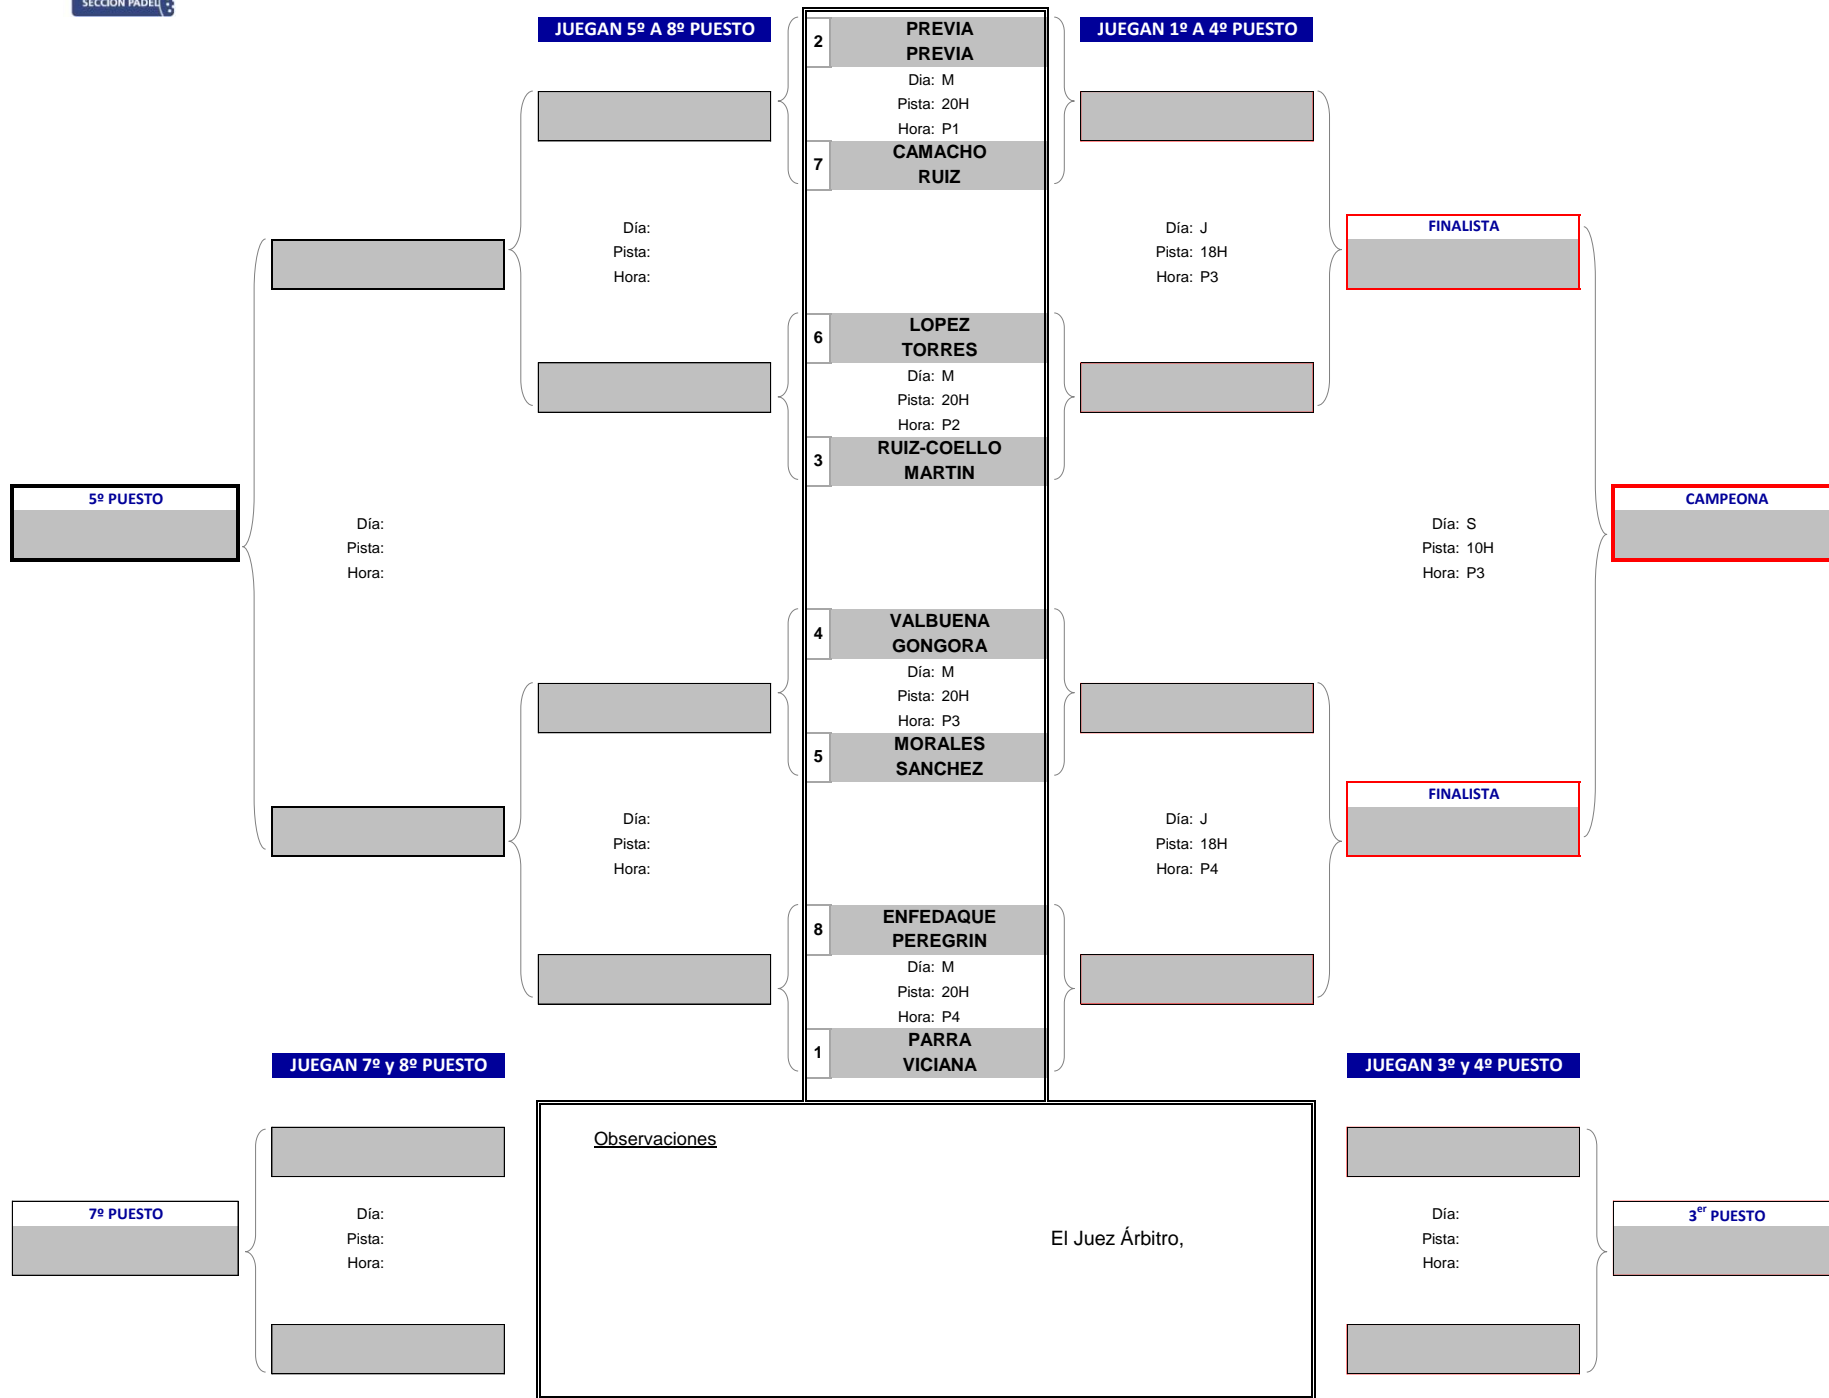 SECCION PADEL
JUEGAN 5º A 8º PUESTO
2
PREVIA
PREVIA
JUEGAN 1º A 4º PUESTO
Dia: M
Pista: 20H
Hora: P1
7
CAMACHO
RUIZ
Día:
Pista:
Hora:
Día: J
Pista: 18H
Hora: P3
FINALISTA
6
LOPEZ
TORRES
Día: M
Pista: 20H
Hora: P2
3
RUIZ-COELLO
MARTIN
5º PUESTO
Día:
Pista:
Hora:
Día: S
Pista: 10H
Hora: P3
CAMPEONA
4
VALBUENA
GONGORA
Día: M
Pista: 20H
Hora: P3
5
MORALES
SANCHEZ
Día:
Pista:
Hora:
Día: J
Pista: 18H
Hora: P4
FINALISTA
8
ENFEDAQUE
PEREGRIN
Día: M
Pista: 20H
Hora: P4
1
PARRA
VICIANA
JUEGAN 7º y 8º PUESTO
JUEGAN 3º y 4º PUESTO
Observaciones
7º PUESTO
Día:
Pista:
Hora:
El Juez Árbitro,
Día:
Pista:
Hora:
3er PUESTO